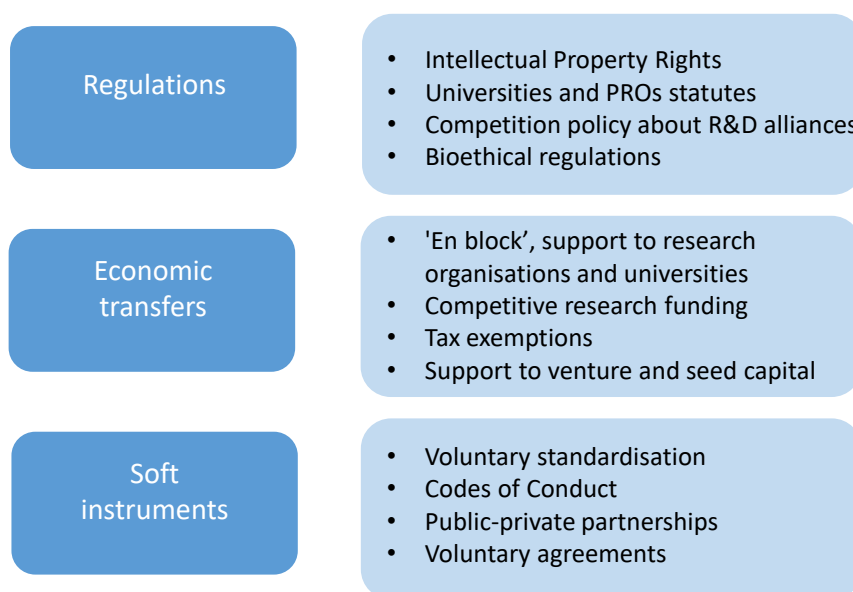 Regulations
• Intellectual Property Rights
• Universities and PROs statutes
• Competition policy about R&D alliances
• Bioethical regulations
Economic
transfers
• 'En block’, support to research
organisations and universities
• Competitive research funding
• Tax exemptions
• Support to venture and seed capital
Soft
instruments
• Voluntary standardisation
• Codes of Conduct
• Public-private partnerships
• Voluntary agreements